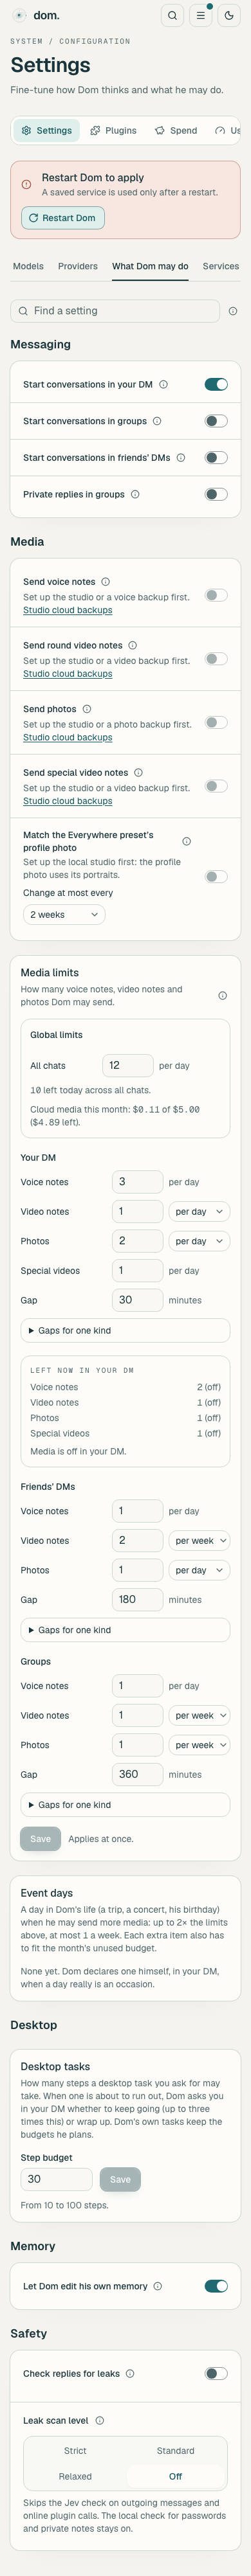 dom.
SYSTEM / CONFIGURATION
Settings
Fine-tune how Dom thinks and what he may do.
Settings Plugins Spend Us
Restart Dom to apply
A saved service is used only after a restart.
Restart Dom
Models Providers What Dom may do Services
Find a setting
Messaging
Start conversations in your DM
Start conversations in groups
Start conversations in friends' DMs
Private replies in groups
Media
Send voice notes
Set up the studio or a voice backup first.
Studio cloud backups
Send round video notes
Set up the studio or a video backup first.
Studio cloud backups
Send photos
Set up the studio or a photo backup first.
Studio cloud backups
Send special video notes
Set up the studio or a video backup first.
Studio cloud backups
Match the Everywhere preset's
profile photo
Set up the local studio first: the profile
photo uses its portraits.
Change at most every
2 weeks
Media limits
How many voice notes, video notes and
photos Dom may send.
Global limits
All chats 12 per day
10 left today across all chats.
Cloud media this month: $0.11 of $5.00
($4.89 left).
Your DM
Voice notes 3 per day
Video notes 1 per day
Photos 2 per day
Special videos 1 per day
Gap 30 minutes
Gaps for one kind
LEFT NOW IN YOUR DM
Voice notes 2 (off)
Video notes 1 (off)
Photos 1 (off)
Special videos 1 (off)
Media is off in your DM.
Friends' DMs
Voice notes 1 per day
Video notes 2 per week
Photos 1 per day
Gap 180 minutes
Gaps for one kind
Groups
Voice notes 1 per day
Video notes 1 per week
Photos 1 per week
Gap 360 minutes
Gaps for one kind
Save Applies at once.
Event days
A day in Dom's life (a trip, a concert, his birthday)
when he may send more media: up to 2× the limits
above, at most 1 a week. Each extra item also has
to fit the month's unused budget.
None yet. Dom declares one himself, in your DM,
when a day really is an occasion.
Desktop
Desktop tasks
How many steps a desktop task you ask for may
take. When one is about to run out, Dom asks you
in your DM whether to keep going (up to three
times this) or wrap up. Dom's own tasks keep the
budgets he plans.
Step budget
30 Save
From 10 to 100 steps.
Memory
Let Dom edit his own memory
Safety
Check replies for leaks
Leak scan level
Strict Standard
Relaxed Off
Skips the Jev check on outgoing messages and
online plugin calls. The local check for passwords
and private notes stays on.